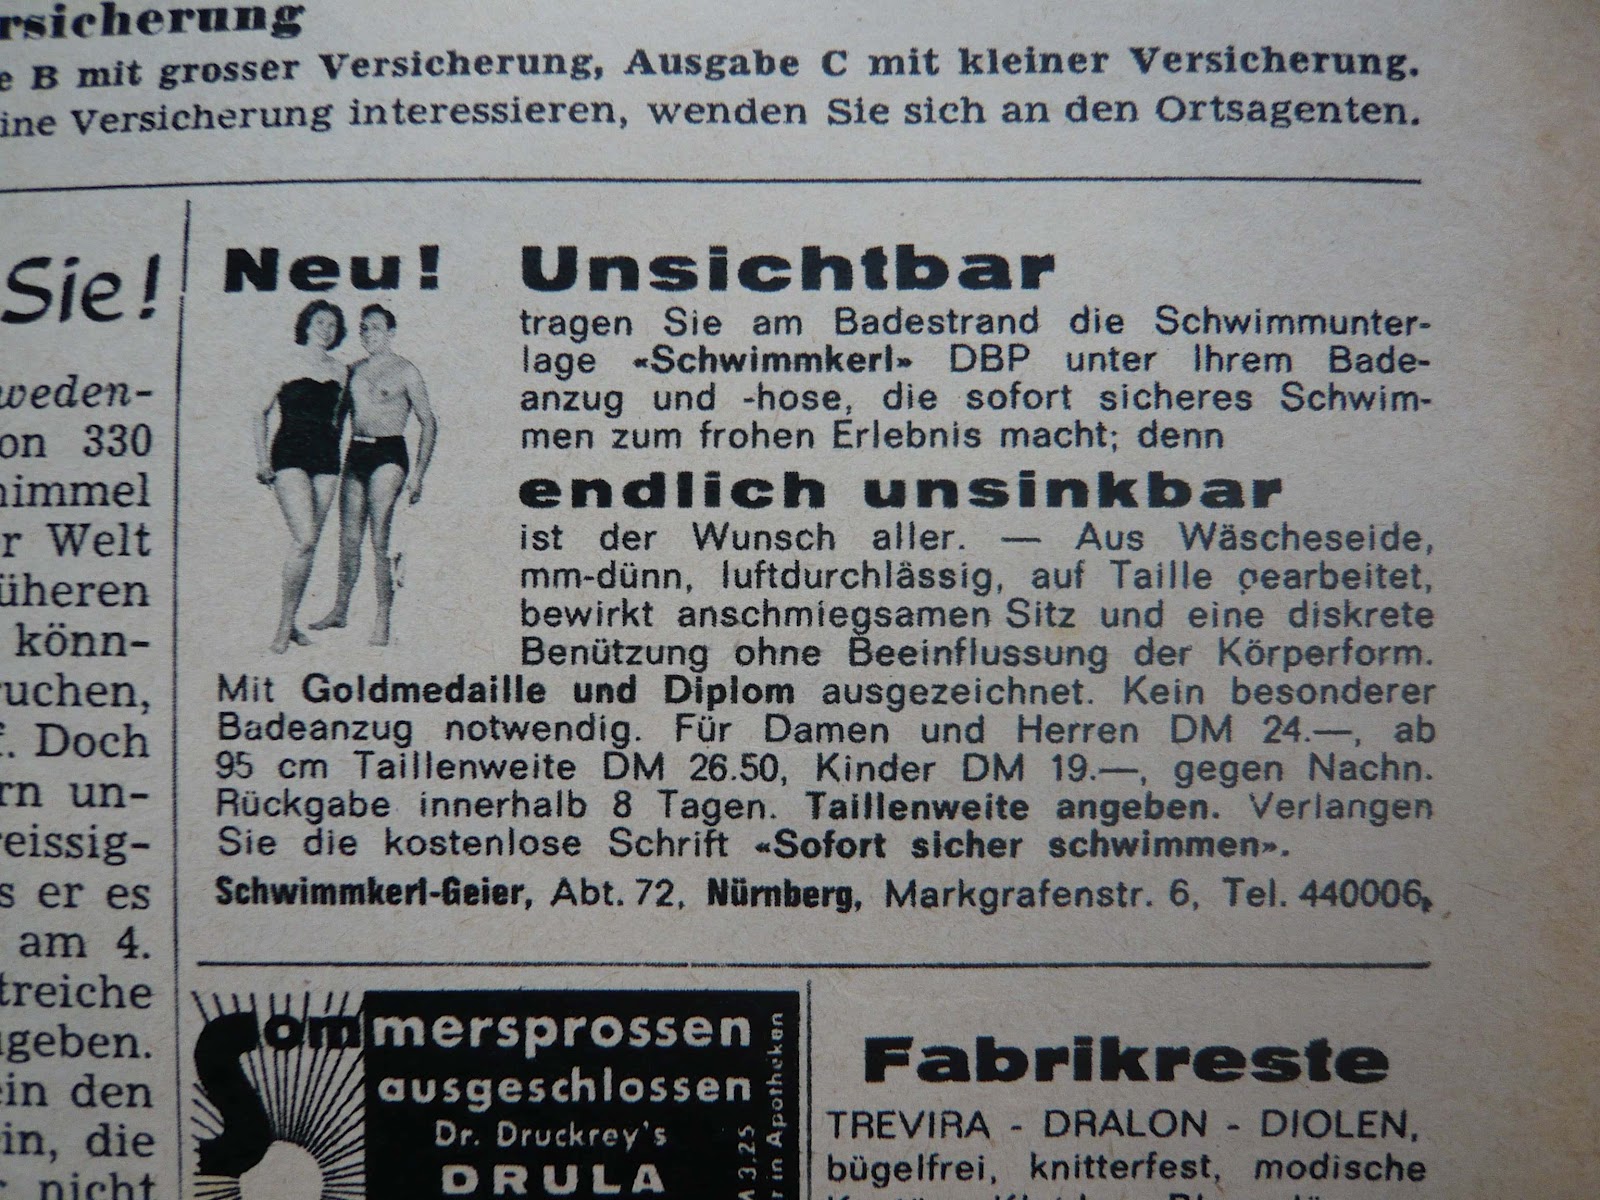 rsicherung
e B mit grosser Versicherung, Ausgabe C mit kleiner Versicherung.
ine Versicherung interessieren, wenden Sie sich an den Ortsagenten.
Sie!
weden-
on 330
himmel
r Welt
üheren
könn-
uchen,
f. Doch
rn un-
reissig-
s er es
am 4.
treiche
geben.
ein den
in, die
r nicht
Neu! Unsichtbar
tragen Sie am Badestrand die Schwimmunter-
lage «Schwimmkerl» DBP unter Ihrem Bade-
anzug und -hose, die sofort sicheres Schwim-
men zum frohen Erlebnis macht; denn
endlich unsinkbar
ist der Wunsch aller. — Aus Wäscheseide,
mm-dünn, luftdurchlässig, auf Taille gearbeitet,
bewirkt anschmiegsamen Sitz und eine diskrete
Benützung ohne Beeinflussung der Körperform.
Mit Goldmedaille und Diplom ausgezeichnet. Kein besonderer
Badeanzug notwendig. Für Damen und Herren DM 24.—, ab
95 cm Taillenweite DM 26.50, Kinder DM 19.—, gegen Nachn.
Rückgabe innerhalb 8 Tagen. Taillenweite angeben. Verlangen
Sie die kostenlose Schrift «Sofort sicher schwimmen».
Schwimmkerl-Geier, Abt. 72, Nürnberg, Markgrafenstr. 6, Tel. 440006,
Sommersprossen
ausgeschlossen
Dr. Druckrey's
DRULA
3,25
in Apotheken
Fabrikreste
TREVIRA - DRALON - DIOLEN,
bügelfrei, knitterfest, modische